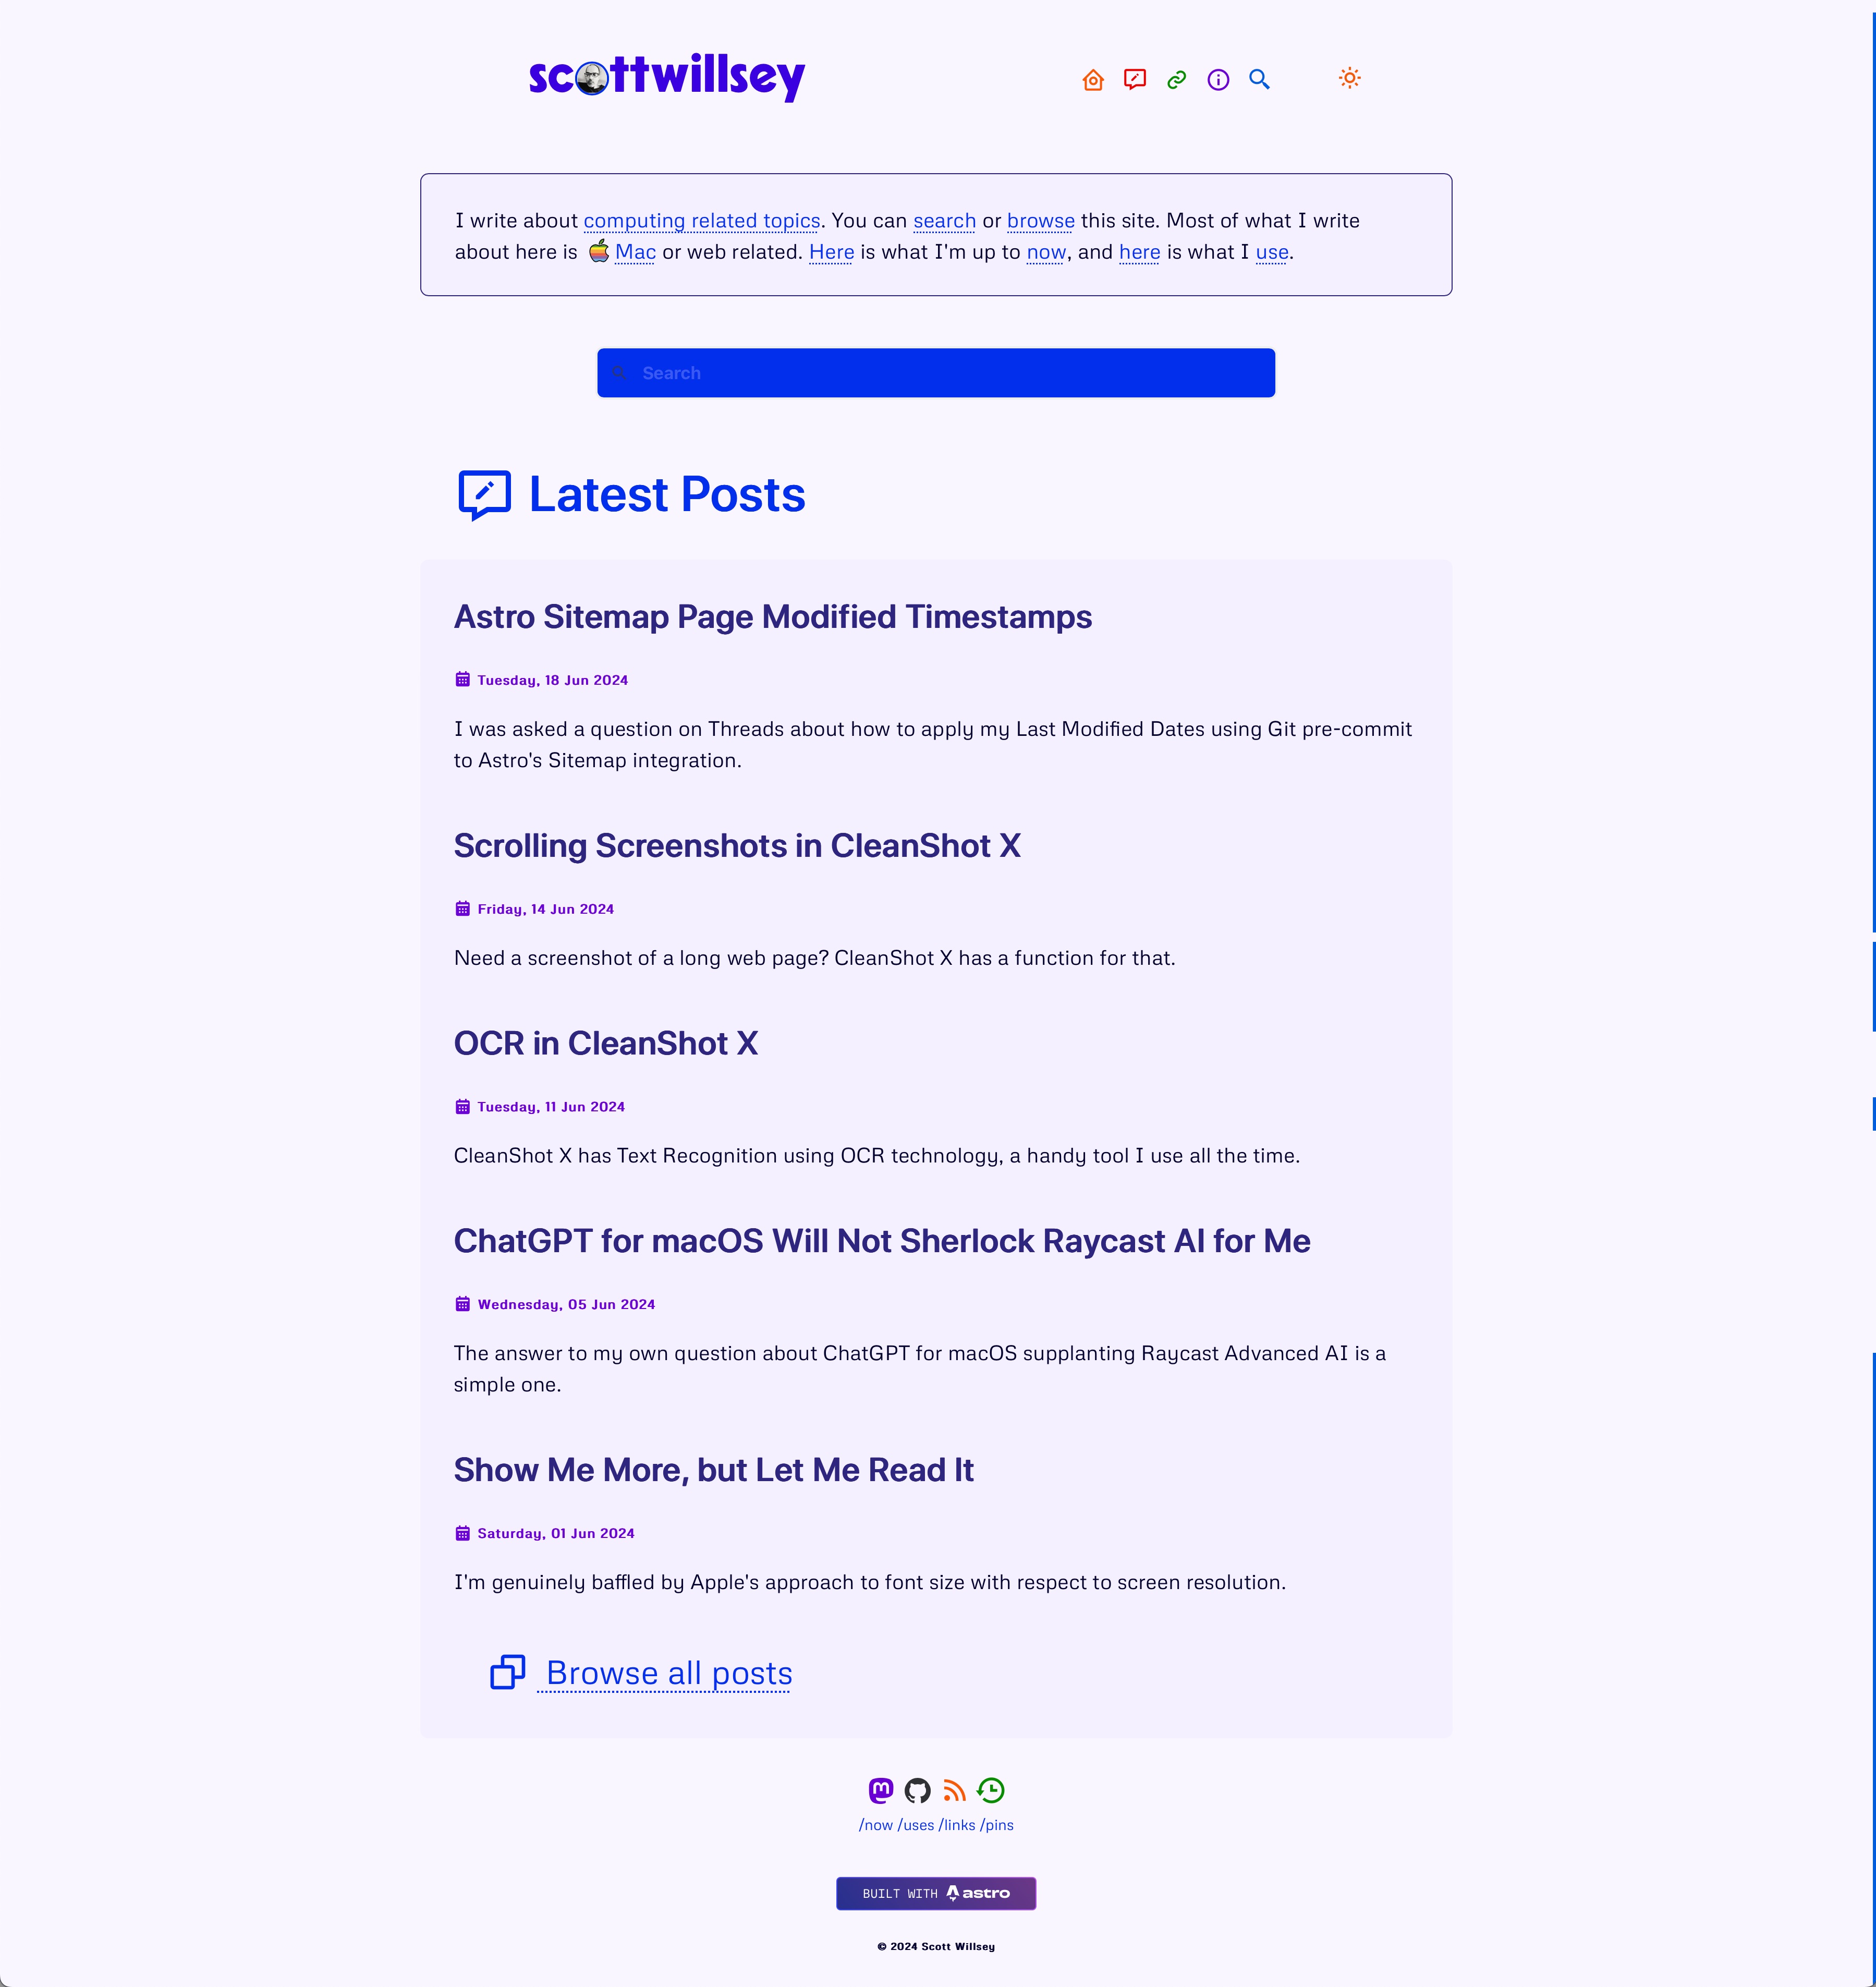 scottwillsey
I write about computing related topics. You can search or browse this site. Most of what I write
about here is Mac or web related. Here is what I'm up to now, and here is what I use.
Search
Latest Posts
Astro Sitemap Page Modified Timestamps
Tuesday, 18 Jun 2024
I was asked a question on Threads about how to apply my Last Modified Dates using Git pre-commit
to Astro's Sitemap integration.
Scrolling Screenshots in CleanShot X
Friday, 14 Jun 2024
Need a screenshot of a long web page? CleanShot X has a function for that.
OCR in CleanShot X
Tuesday, 11 Jun 2024
CleanShot X has Text Recognition using OCR technology, a handy tool I use all the time.
ChatGPT for macOS Will Not Sherlock Raycast AI for Me
Wednesday, 05 Jun 2024
The answer to my own question about ChatGPT for macOS supplanting Raycast Advanced AI is a
simple one.
Show Me More, but Let Me Read It
Saturday, 01 Jun 2024
I'm genuinely baffled by Apple's approach to font size with respect to screen resolution.
Browse all posts
/now /uses /links /pins
BUILT WITH astro
© 2024 Scott Willsey